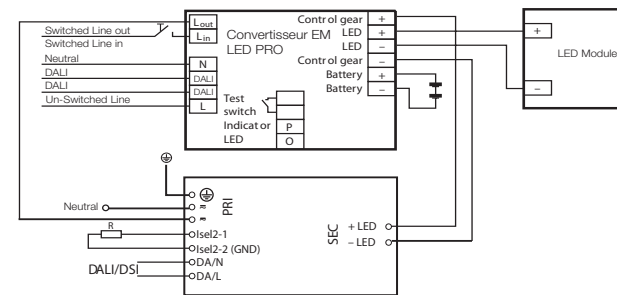 Switched Line out
Switched Line in
Neutral
DALI
DALI
Un-Switched Line
Lout
Lin
N
DALI
DALI
L
Convertisseur EM
LED PRO
Test
switch
Indicator
LED
P
O
Control gear +
LED +
LED –
Control gear –
Battery +
Battery –
+
–
LED Module
Neutral
R
DALI/DSI
≂
≂
Isel2-1
Isel2-2 (GND)
DA/N
DA/L
PRI
SEC
+ LED
– LED